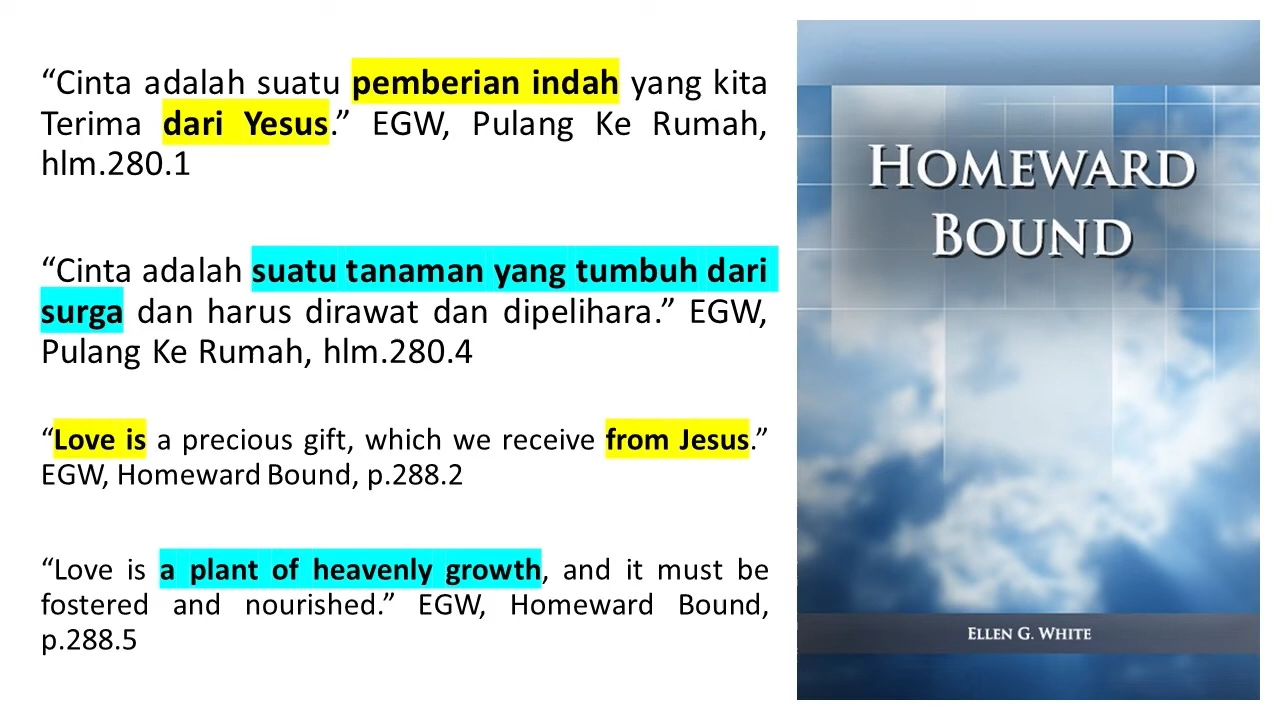 “Cinta adalah suatu pemberian indah yang kita
Terima dari Yesus.” EGW, Pulang Ke Rumah,
hlm.280.1
“Cinta adalah suatu tanaman yang tumbuh dari
surga dan harus dirawat dan dipelihara.” EGW,
Pulang Ke Rumah, hlm.280.4
“Love is a precious gift, which we receive from Jesus.”
EGW, Homeward Bound, p.288.2
“Love is a plant of heavenly growth, and it must be
fostered and nourished.” EGW, Homeward Bound,
p.288.5
HOMEWARD
BOUND
ELLEN G. WHITE